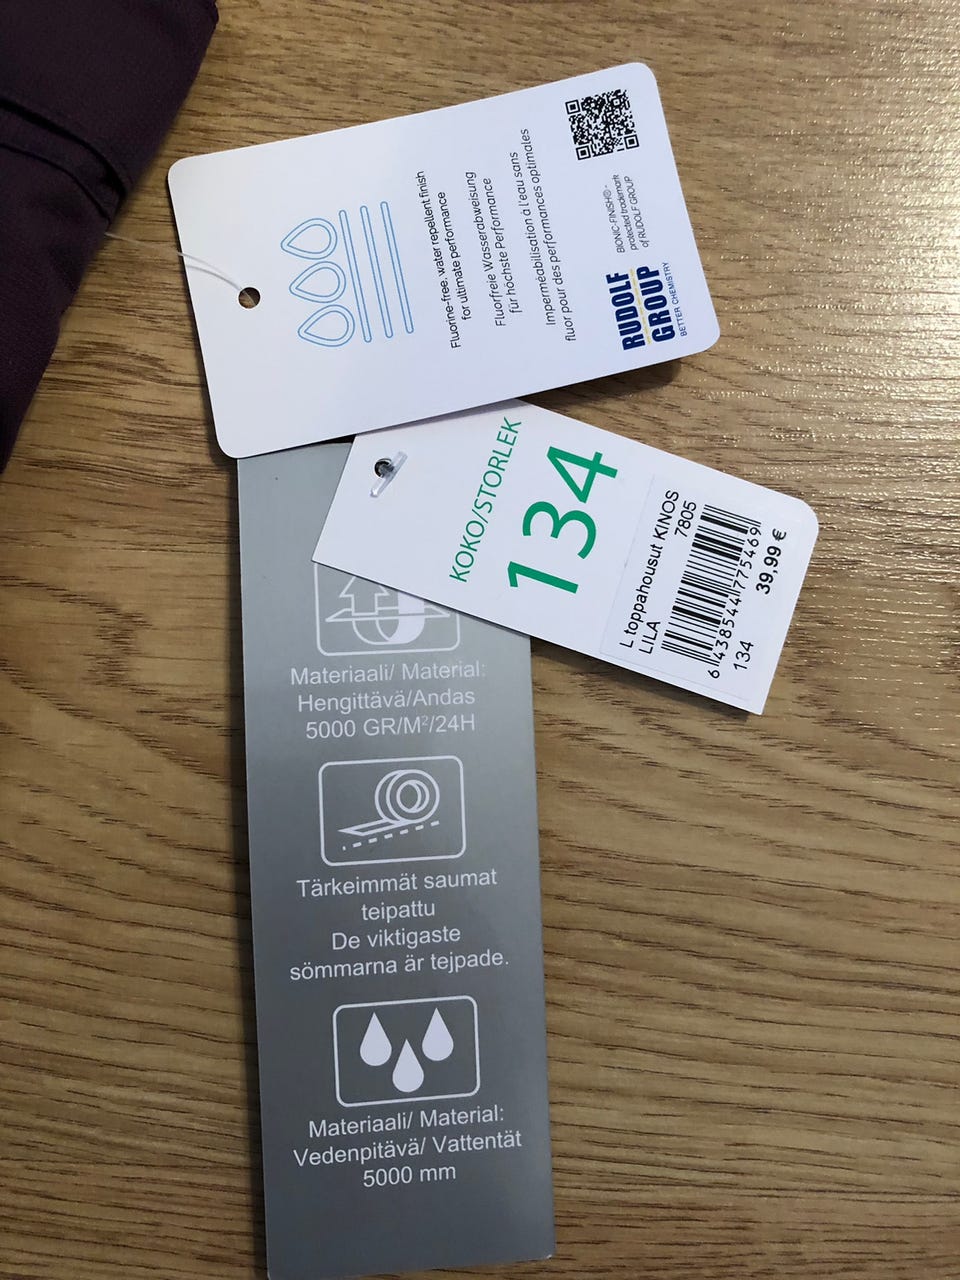 Fluorine-free, water repellent finish
for ultimate performance
Fluorfreie Wasserabweisung
für höchste Performance
Imperméabilisation à l'eau sans
fluor pour des performances optimales
RUDOLF
GROUP
BETTER CHEMISTRY
BIONIC-FINISH® -
protected trademark
of RUDOLF GROUP
KOKO/STORLEK
134
L toppahousut KINOS
7805
LILA
6 438544 775469
134
39,99 €
Materiaali/ Material:
Hengittävä/Andas
5000 GR/M²/24H
Tärkeimmät saumat
teipattu
De viktigaste
sömmarna är tejpade.
Materiaali/ Material:
Vedenpitävä/ Vattentät
5000 mm